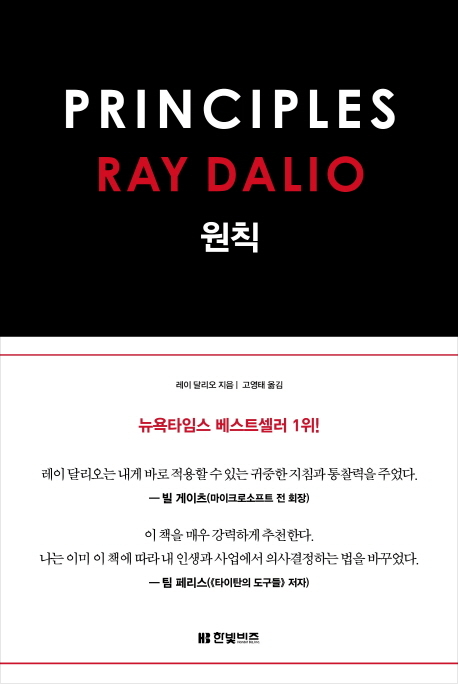 PRINCIPLES
RAY DALIO
원칙
레이 달리오 지음 | 고영태 옮김
뉴욕타임스 베스트셀러 1위!
레이 달리오는 내게 바로 적용할 수 있는 귀중한 지침과 통찰력을 주었다.
— 빌 게이츠(마이크로소프트 전 회장)
이 책을 매우 강력하게 추천한다.
나는 이미 이 책에 따라 내 인생과 사업에서 의사결정하는 법을 바꾸었다.
— 팀 페리스(《타이탄의 도구들》 저자)
HB 한빛비즈